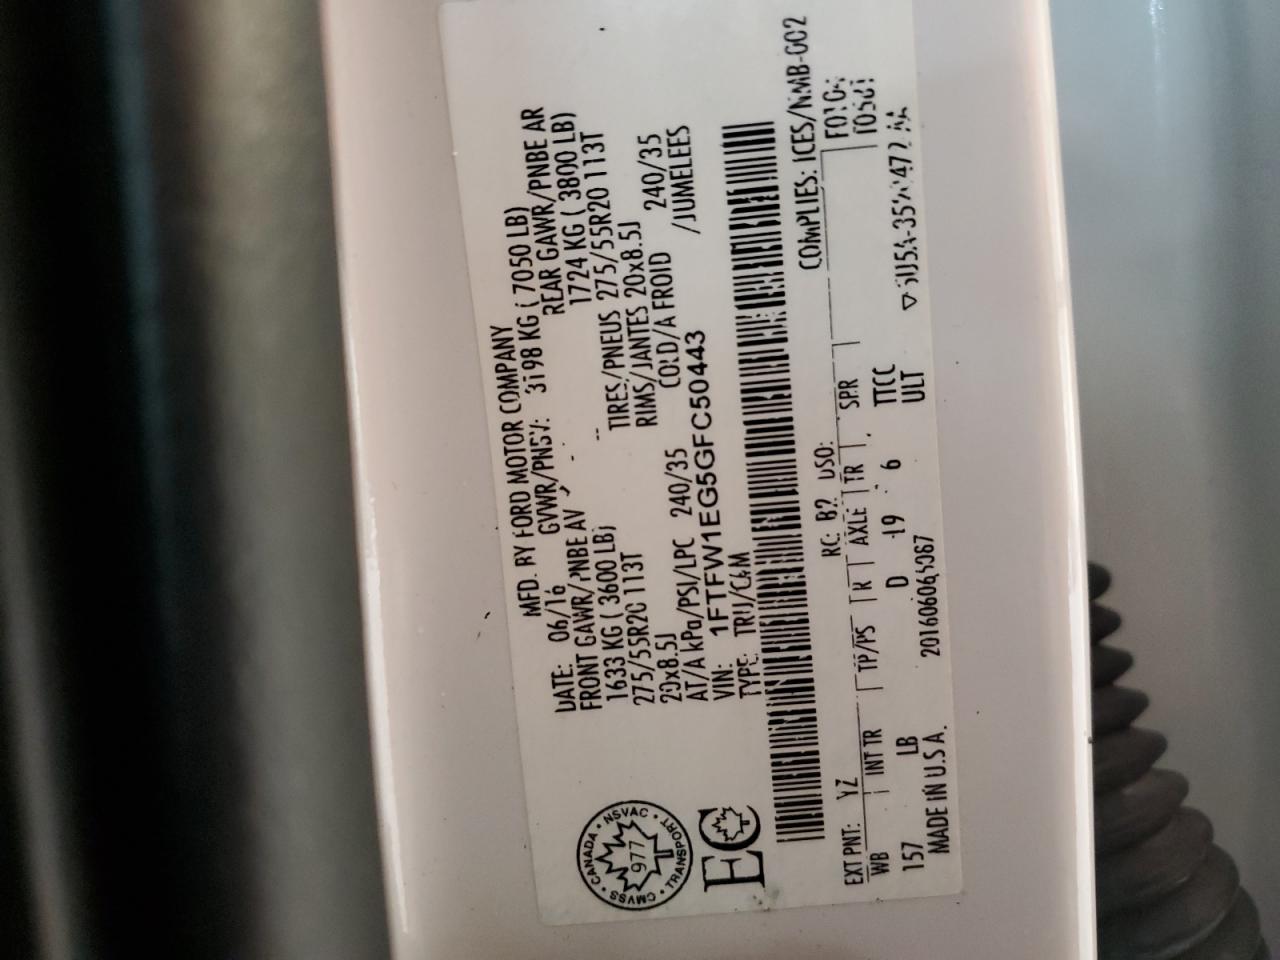 MFD. BY FORD MOTOR COMPANY
DATE: 06/16 GVWR/PNBV: 3198 KG ( 7050 LB)
FRONT GAWR/PNBE AV REAR GAWR/PNBE AR
1633 KG ( 3600 LB) 1724 KG ( 3800 LB)
275/55R20 113T TIRES/PNEUS 275/55R20 113T
20x8.5J RIMS/JANTES 20x8.5J
AT/A kPa/PSI/LPC 240/35 COLD/A FROID 240/35
VIN: 1FTFW1EG5GFC50443 /JUMELEES
TYPE: TRU/CAM
CANADA • NSVAC • TRANSPORT • CMVSS
977
EC
COMPLIES: ICES/NMB-002
RC: B2 DSO:
EXT PNT: YZ
WB INT TR TP/PS R AXLE TR SPR
157 LB D 19 6 TTCC
MADE IN U.S.A. ULT